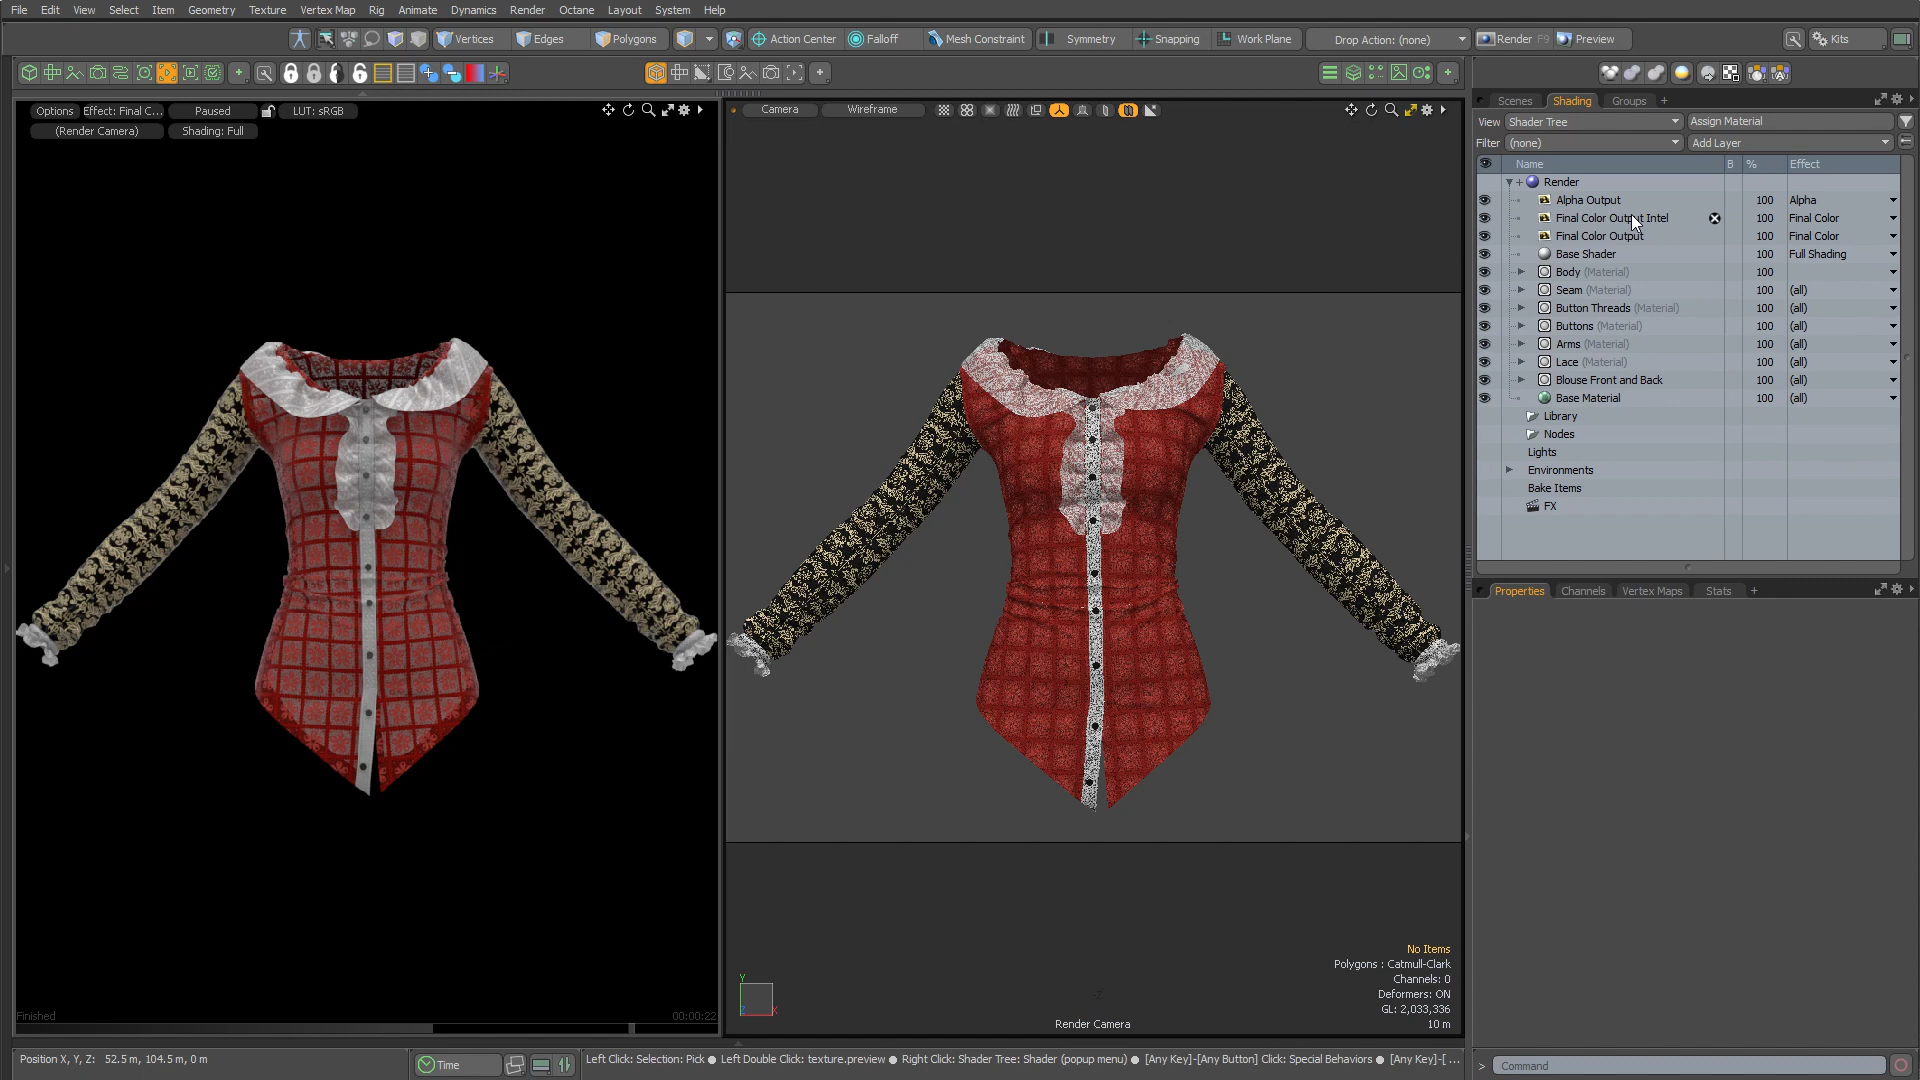 File Edit View Select Item Geometry Texture Vertex Map Rig Animate Dynamics Render Octane Layout System Help
Vertices Edges Polygons Action Center Falloff Mesh Constraint Symmetry Snapping Work Plane Drop Action: (none) Render F9 Preview Kits
Options Effect: Final C... Paused LUT: sRGB
(Render Camera) Shading: Full
Camera Wireframe
Scenes Shading Groups +
View Shader Tree Assign Material
Filter (none) Add Layer
Name B % Effect
Render
Alpha Output 100 Alpha
Final Color Output Intel 100 Final Color
Final Color Output 100 Final Color
Base Shader 100 Full Shading
Body (Material) 100
Seam (Material) 100 (all)
Button Threads (Material) 100 (all)
Buttons (Material) 100 (all)
Arms (Material) 100 (all)
Lace (Material) 100 (all)
Blouse Front and Back 100 (all)
Base Material 100 (all)
Library
Nodes
Lights
Environments
Bake Items
FX
Properties Channels Vertex Maps Stats +
No Items
Polygons : Catmull-Clark
Channels: 0
Deformers: ON
GL: 2,033,336
10 m
Render Camera
-Z
Y
Z X
Finished 00:00:22
Position X, Y, Z: 52.5 m, 104.5 m, 0 m
Time
Left Click: Selection: Pick ● Left Double Click: texture.preview ● Right Click: Shader Tree: Shader (popup menu) ● [Any Key]-[Any Button] Click: Special Behaviors ● [Any Key]-[ ...
> Command